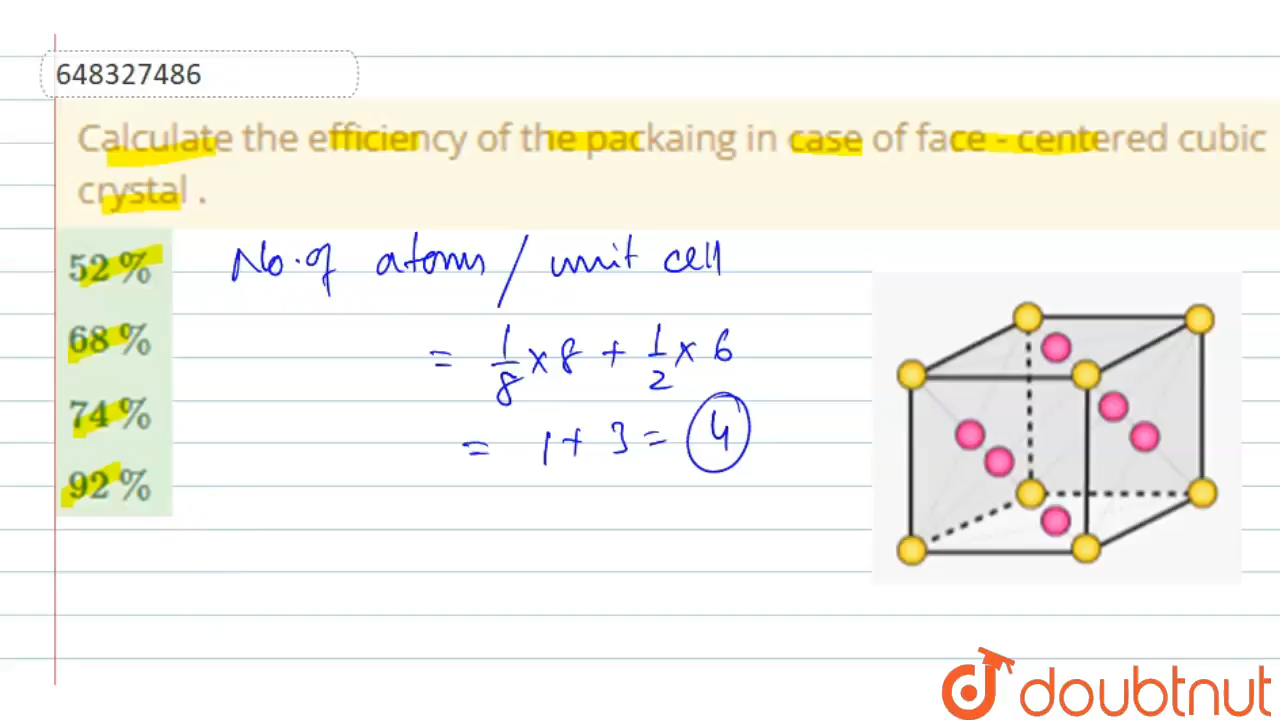 648327486
Calculate the efficiency of the packaing in case of face - centered cubic
crystal .
52 %
68 %
74 %
92 %
No. of atoms / unit cell
= 1/8 × 8 + 1/2 × 6
= 1 + 3 = 4
doubtnut